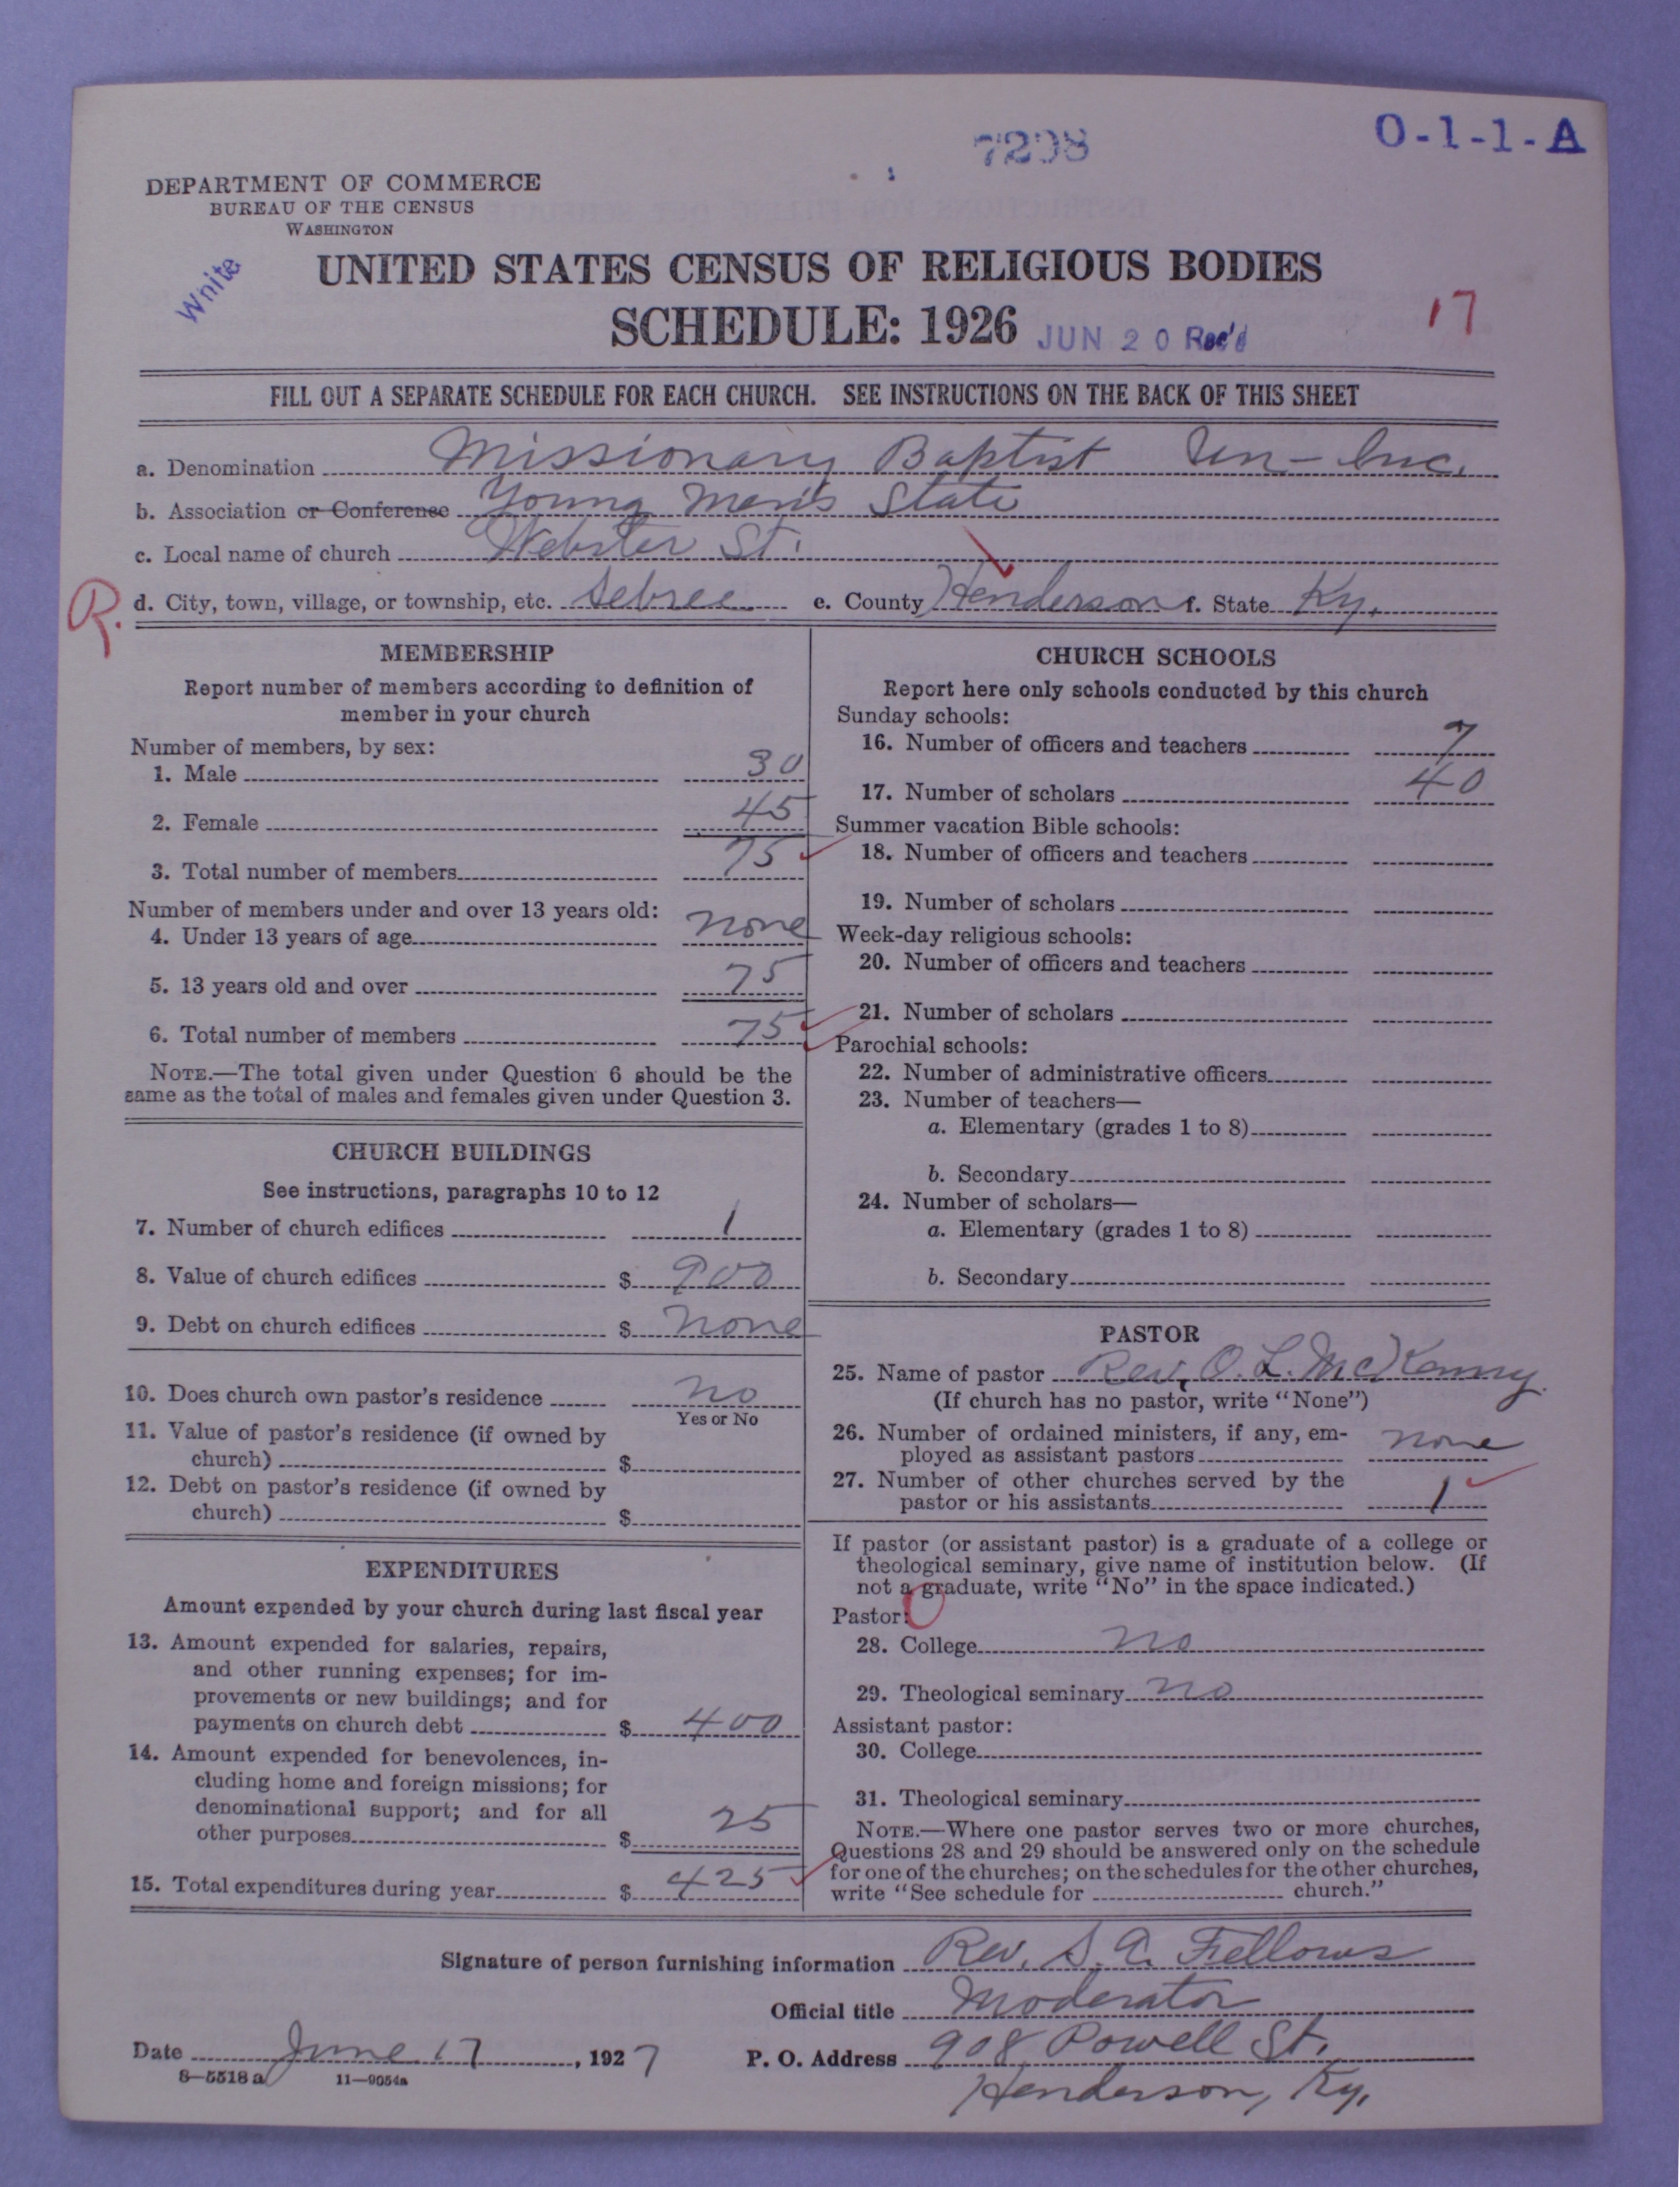 7298
O-1-1-A
DEPARTMENT OF COMMERCE
BUREAU OF THE CENSUS
WASHINGTON
White
UNITED STATES CENSUS OF RELIGIOUS BODIES
SCHEDULE: 1926 JUN 20 Rec'd
17
FILL OUT A SEPARATE SCHEDULE FOR EACH CHURCH. SEE INSTRUCTIONS ON THE BACK OF THIS SHEET
a. Denomination Missionary Baptist Un-Inc.
b. Association or Conference Young Men's State
c. Local name of church Webster St.
R. d. City, town, village, or township, etc. Sebree e. County Henderson f. State Ky.
MEMBERSHIP
Report number of members according to definition of
member in your church
Number of members, by sex:
1. Male 30
2. Female 45
3. Total number of members 75
Number of members under and over 13 years old:
4. Under 13 years of age none
5. 13 years old and over 75
6. Total number of members 75
NOTE.—The total given under Question 6 should be the
same as the total of males and females given under Question 3.
CHURCH BUILDINGS
See instructions, paragraphs 10 to 12
7. Number of church edifices 1
8. Value of church edifices $ 900
9. Debt on church edifices $ none
10. Does church own pastor's residence no
Yes or No
11. Value of pastor's residence (if owned by
church) $
12. Debt on pastor's residence (if owned by
church) $
EXPENDITURES
Amount expended by your church during last fiscal year
13. Amount expended for salaries, repairs,
and other running expenses; for im-
provements or new buildings; and for
payments on church debt $ 400
14. Amount expended for benevolences, in-
cluding home and foreign missions; for
denominational support; and for all
other purposes $ 25
15. Total expenditures during year $ 425
CHURCH SCHOOLS
Report here only schools conducted by this church
Sunday schools:
16. Number of officers and teachers 7
17. Number of scholars 40
Summer vacation Bible schools:
18. Number of officers and teachers
19. Number of scholars
Week-day religious schools:
20. Number of officers and teachers
21. Number of scholars
Parochial schools:
22. Number of administrative officers
23. Number of teachers—
a. Elementary (grades 1 to 8)
b. Secondary
24. Number of scholars—
a. Elementary (grades 1 to 8)
b. Secondary
PASTOR
25. Name of pastor Rev. O. L. McKenny
(If church has no pastor, write "None")
26. Number of ordained ministers, if any, em-
ployed as assistant pastors none
27. Number of other churches served by the
pastor or his assistants 1
If pastor (or assistant pastor) is a graduate of a college or
theological seminary, give name of institution below. (If
not a graduate, write "No" in the space indicated.)
Pastor: 0
28. College no
29. Theological seminary no
Assistant pastor:
30. College
31. Theological seminary
NOTE.—Where one pastor serves two or more churches,
Questions 28 and 29 should be answered only on the schedule
for one of the churches; on the schedules for the other churches,
write "See schedule for church."
Signature of person furnishing information Rev. S. A. Fellows
Official title Moderator
Date June 17, 1927 P. O. Address 908 Powell St.
8—5518 a 11—9054a Henderson, Ky.